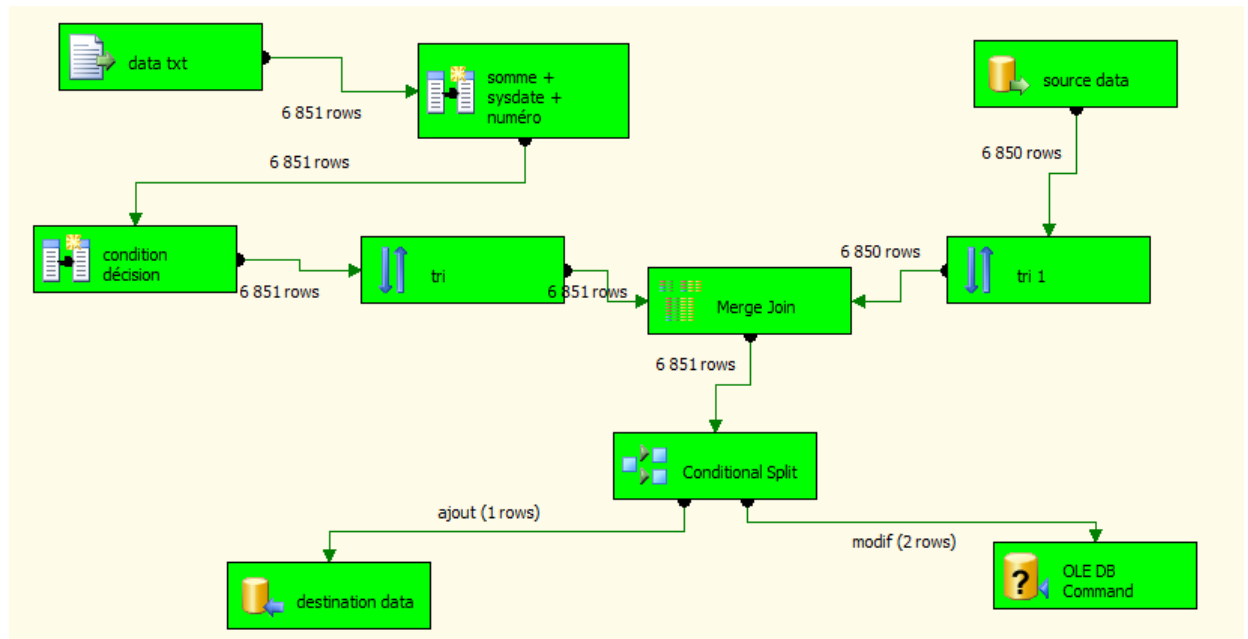 data txt
6 851 rows
somme +
sysdate +
numéro
source data
6 851 rows
6 850 rows
condition
décision
6 851 rows
tri
6 851 rows
Merge Join
6 850 rows
tri 1
6 851 rows
Conditional Split
ajout (1 rows)
modif (2 rows)
destination data
?
OLE DB
Command